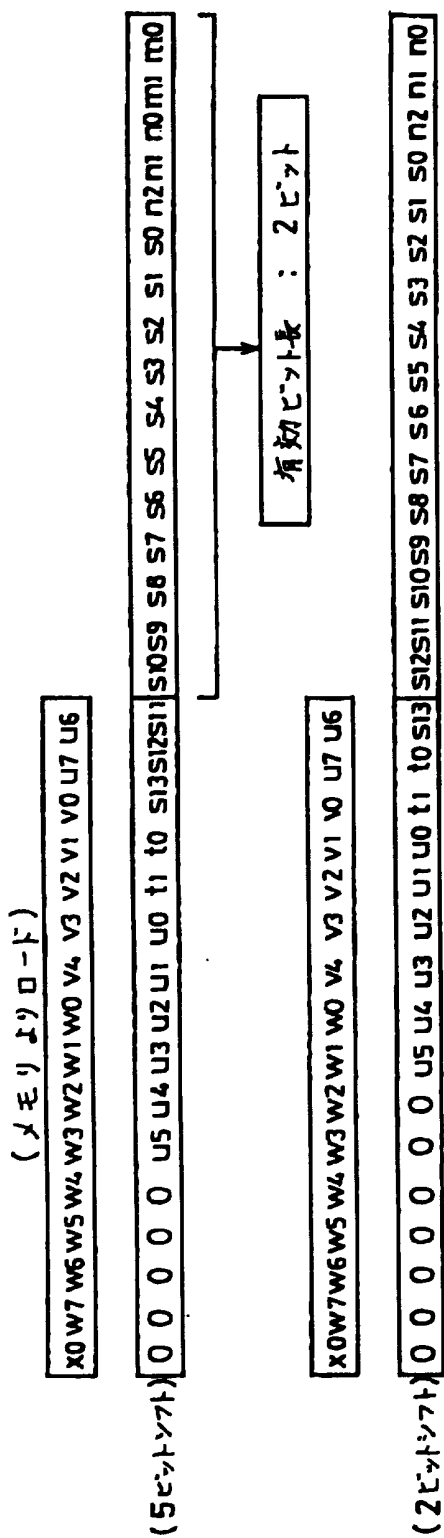 (メモリよりロード)
x0 w7 w6 w5 w4 w3 w2 w1 w0 v4 v3 v2 v1 v0 u7 u6
(5ビットシフト) 0 0 0 0 0 u5 u4 u3 u2 u1 u0 t1 t0 s13 s12 s11 s10 s9 s8 s7 s6 s5 s4 s3 s2 s1 s0 n2 n1 n0 m1 m0
有効ビット長 : 2ビット
x0 w7 w6 w5 w4 w3 w2 w1 w0 v4 v3 v2 v1 v0 u7 u6
(2ビットシフト) 0 0 0 0 0 0 0 u5 u4 u3 u2 u1 u0 t1 t0 s13 s12 s11 s10 s9 s8 s7 s6 s5 s4 s3 s2 s1 s0 n2 n1 n0